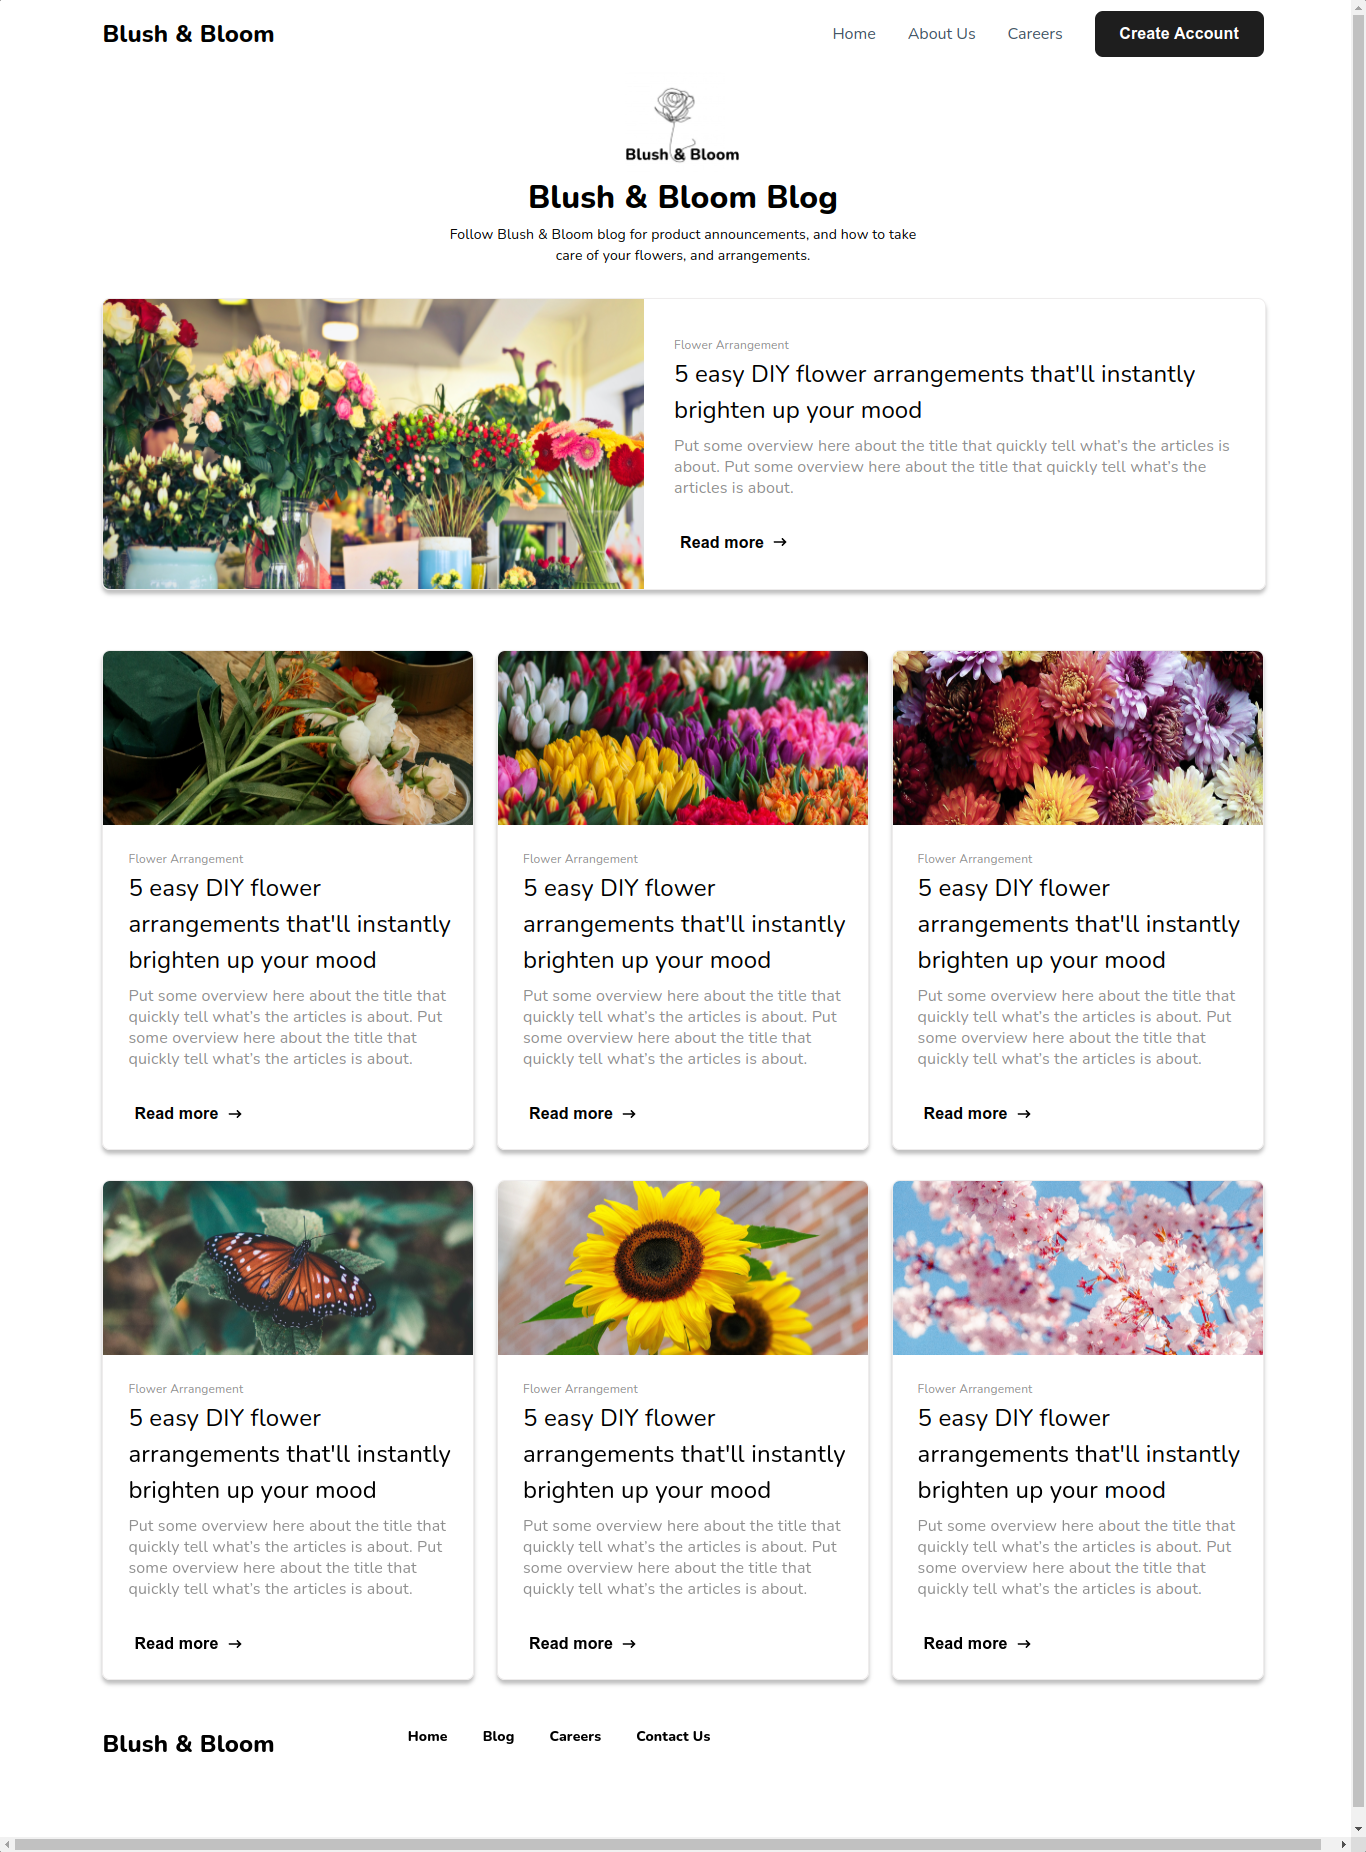 Blush & Bloom
Home
About Us
Careers
Create Account
Blush & Bloom
Blush & Bloom Blog
Follow Blush & Bloom blog for product announcements, and how to take
care of your flowers, and arrangements.
Flower Arrangement
5 easy DIY flower arrangements that'll instantly
brighten up your mood
Put some overview here about the title that quickly tell what's the articles is
about. Put some overview here about the title that quickly tell what's the
articles is about.
Read more →
Flower Arrangement
5 easy DIY flower
arrangements that'll instantly
brighten up your mood
Put some overview here about the title that
quickly tell what's the articles is about. Put
some overview here about the title that
quickly tell what's the articles is about.
Read more →
Flower Arrangement
5 easy DIY flower
arrangements that'll instantly
brighten up your mood
Put some overview here about the title that
quickly tell what's the articles is about. Put
some overview here about the title that
quickly tell what's the articles is about.
Read more →
Flower Arrangement
5 easy DIY flower
arrangements that'll instantly
brighten up your mood
Put some overview here about the title that
quickly tell what's the articles is about. Put
some overview here about the title that
quickly tell what's the articles is about.
Read more →
Flower Arrangement
5 easy DIY flower
arrangements that'll instantly
brighten up your mood
Put some overview here about the title that
quickly tell what's the articles is about. Put
some overview here about the title that
quickly tell what's the articles is about.
Read more →
Flower Arrangement
5 easy DIY flower
arrangements that'll instantly
brighten up your mood
Put some overview here about the title that
quickly tell what's the articles is about. Put
some overview here about the title that
quickly tell what's the articles is about.
Read more →
Flower Arrangement
5 easy DIY flower
arrangements that'll instantly
brighten up your mood
Put some overview here about the title that
quickly tell what's the articles is about. Put
some overview here about the title that
quickly tell what's the articles is about.
Read more →
Blush & Bloom
Home
Blog
Careers
Contact Us